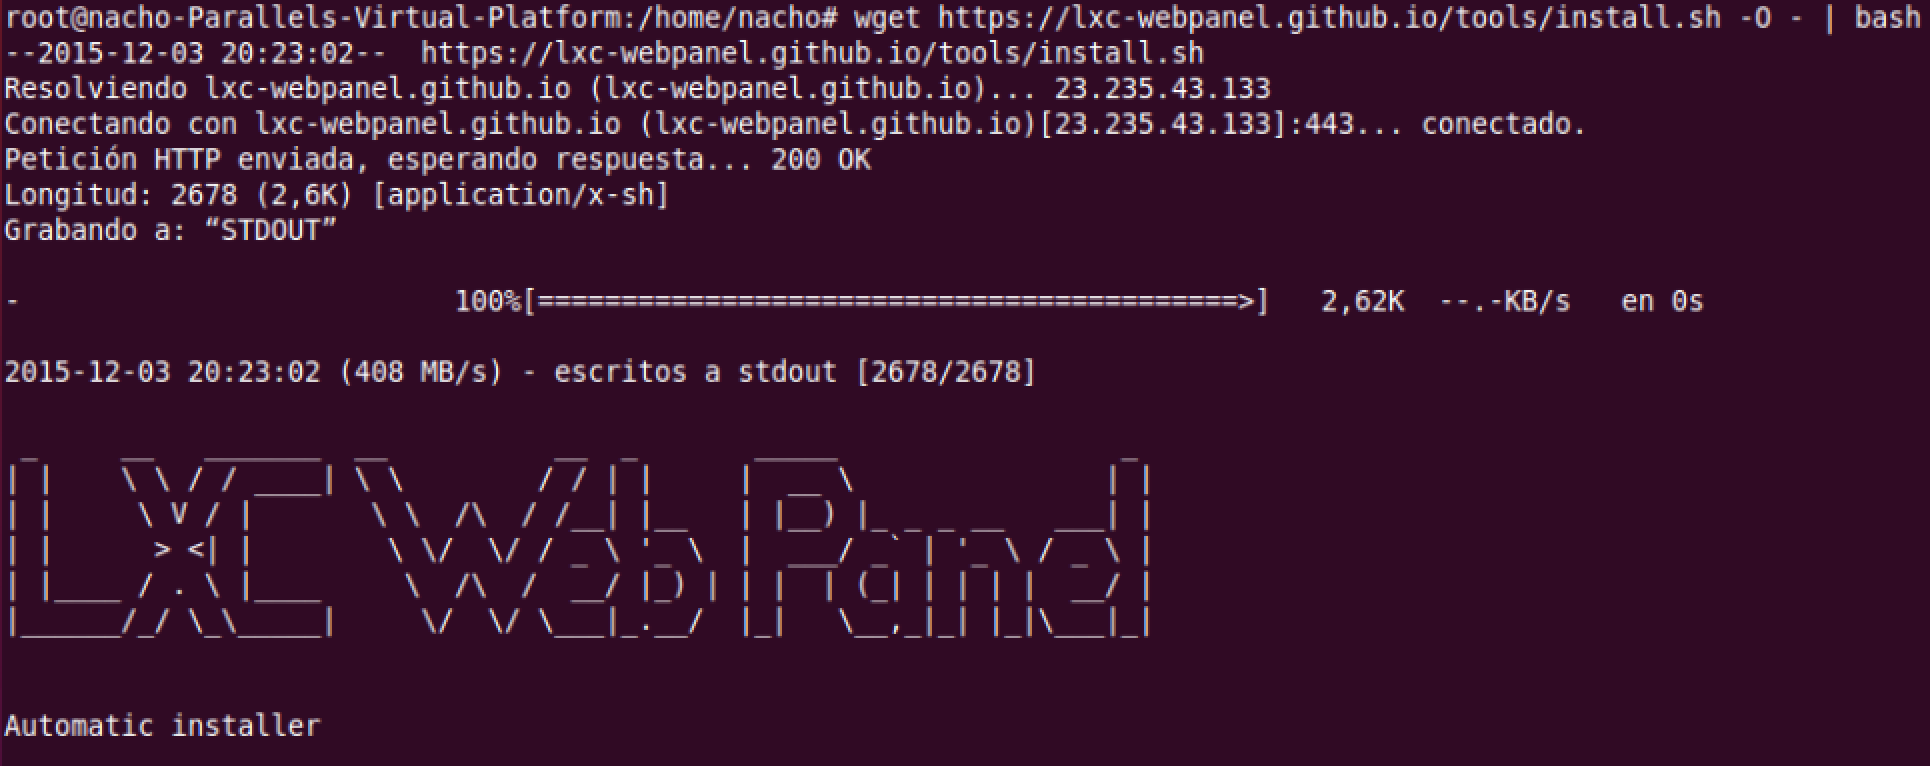 root@nacho-Parallels-Virtual-Platform:/home/nacho# wget https://lxc-webpanel.github.io/tools/install.sh -O - | bash
--2015-12-03 20:23:02--  https://lxc-webpanel.github.io/tools/install.sh
Resolviendo lxc-webpanel.github.io (lxc-webpanel.github.io)... 23.235.43.133
Conectando con lxc-webpanel.github.io (lxc-webpanel.github.io)[23.235.43.133]:443... conectado.
Petición HTTP enviada, esperando respuesta... 200 OK
Longitud: 2678 (2,6K) [application/x-sh]
Grabando a: “STDOUT”
-                          100%[==========================================>]   2,62K  --.-KB/s   en 0s
2015-12-03 20:23:02 (408 MB/s) - escritos a stdout [2678/2678]
LXC Web Panel
Automatic installer